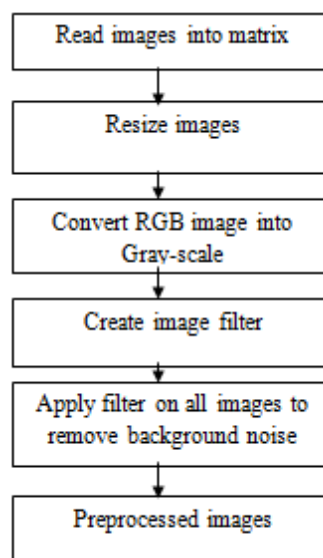 Read images into matrix
Resize images
Convert RGB image into
Gray-scale
Create image filter
Apply filter on all images to
remove background noise
Preprocessed images